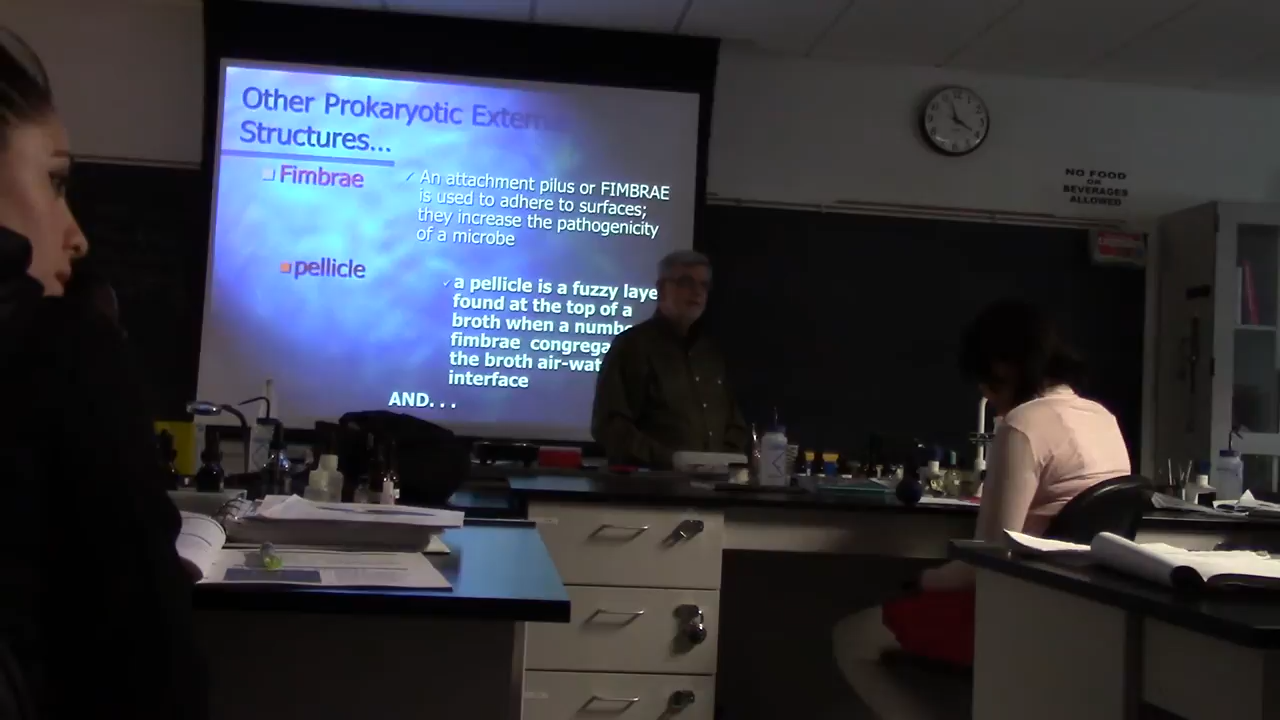 Other Prokaryotic Extern
Structures...
Fimbrae
An attachment pilus or FIMBRAE
is used to adhere to surfaces;
they increase the pathogenicity
of a microbe
pellicle
a pellicle is a fuzzy laye
found at the top of a
broth when a numbe
fimbrae congrega
the broth air-wat
interface
AND...
NO FOOD
OR
BEVERAGES
ALLOWED